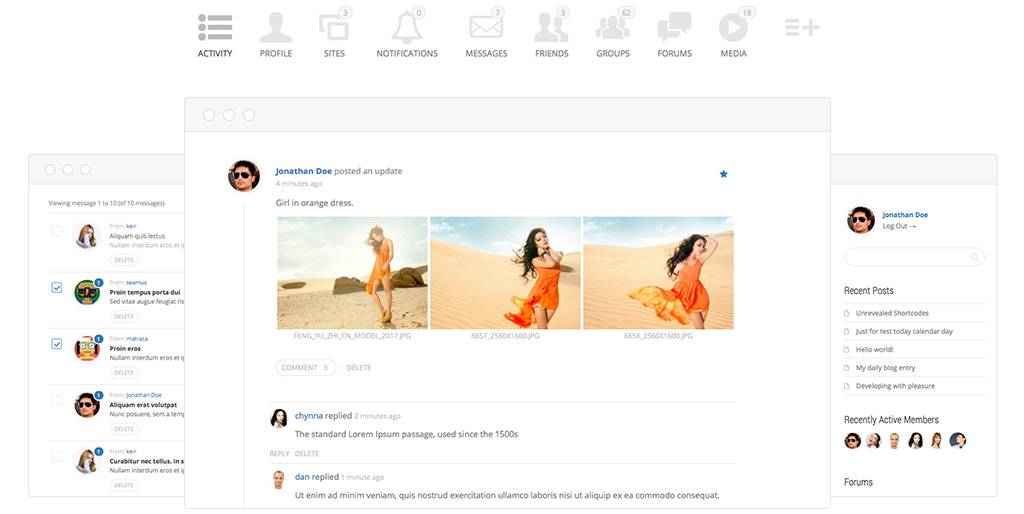 3
0
7
3
62
18
ACTIVITY
PROFILE
SITES
NOTIFICATIONS
MESSAGES
FRIENDS
GROUPS
FORUMS
MEDIA
Viewing message 1 to 10 (of 10 messages)
From: keir
Aliquam quis lectus
Nullam interdum eros et ip
DELETE
1
From: seamus
Proin tempus porta dui
Sed vitae augue feugiat ris
DELETE
1
From: matraca
Proin eros
Nullam interdum eros et ip
DELETE
1
From: Jonathan Doe
Aliquam erat volutpat
Nunc posuere, sem a temp
DELETE
1
From: keir
Curabitur nec tellus. In s
Nullam interdum eros et ip
DELETE
Jonathan Doe posted an update
4 minutes ago
Girl in orange dress.
FENG_YU_ZHI_CN_MODEL_2017.JPG
6657_2560X1600.JPG
6656_2560X1600.JPG
COMMENT 3
DELETE
chynna replied 2 minutes ago
The standard Lorem Ipsum passage, used since the 1500s
REPLY DELETE
dan replied 1 minute ago
Ut enim ad minim veniam, quis nostrud exercitation ullamco laboris nisi ut aliquip ex ea commodo consequat.
Jonathan Doe
Log Out →
Recent Posts
Unrevealed Shortcodes
Just for test today calendar day
Hello world!
My daily blog entry
Developing with pleasure
Recently Active Members
Forums